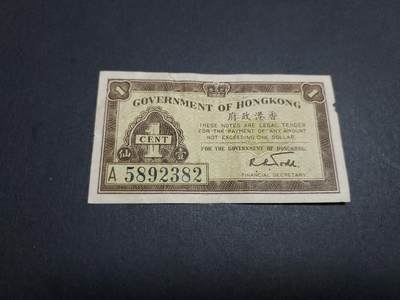 1
1
GOVERNMENT OF HONGKONG
府政港香
THESE NOTES ARE LEGAL TENDER
FOR THE PAYMENT OF ANY AMOUNT
NOT EXCEEDING ONE DOLLAR.
FOR THE GOVERNMENT OF HONGKONG.
1
CENT
仙 壹
A 5892382
FINANCIAL SECRETARY.